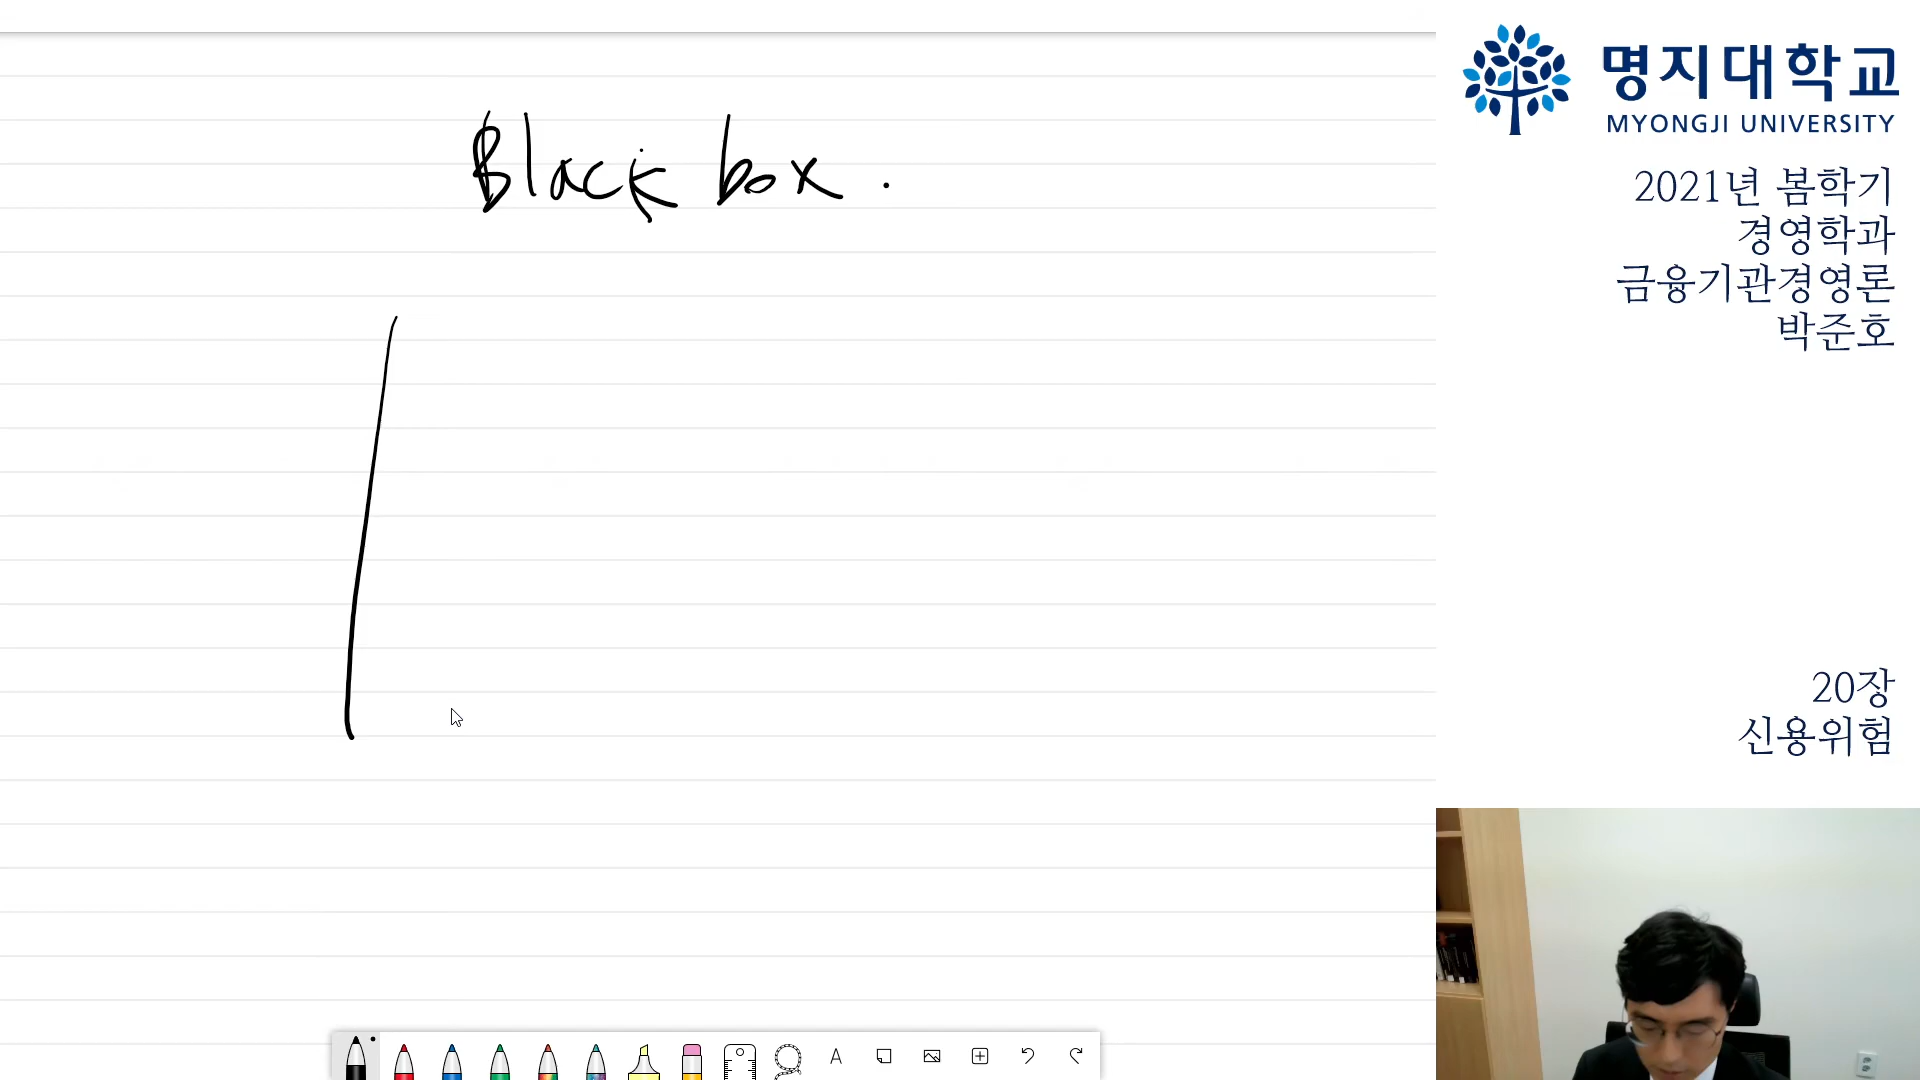 Black box.
명지대학교
MYONGJI UNIVERSITY
2021년 봄학기
경영학과
금융기관경영론
박준호
20장
신용위험
A